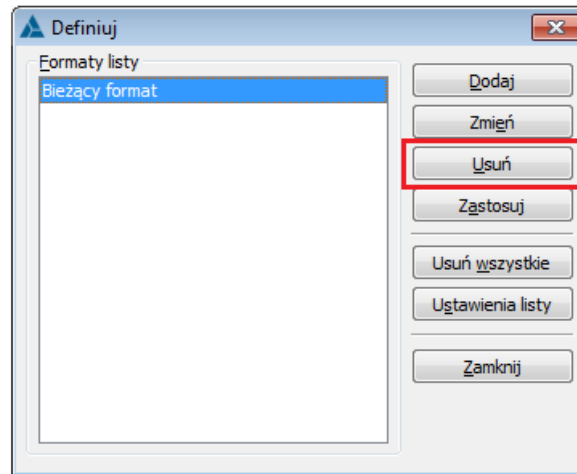 Definiuj
Formaty listy
Bieżący format
Dodaj
Zmień
Usuń
Zastosuj
Usuń wszystkie
Ustawienia listy
Zamknij